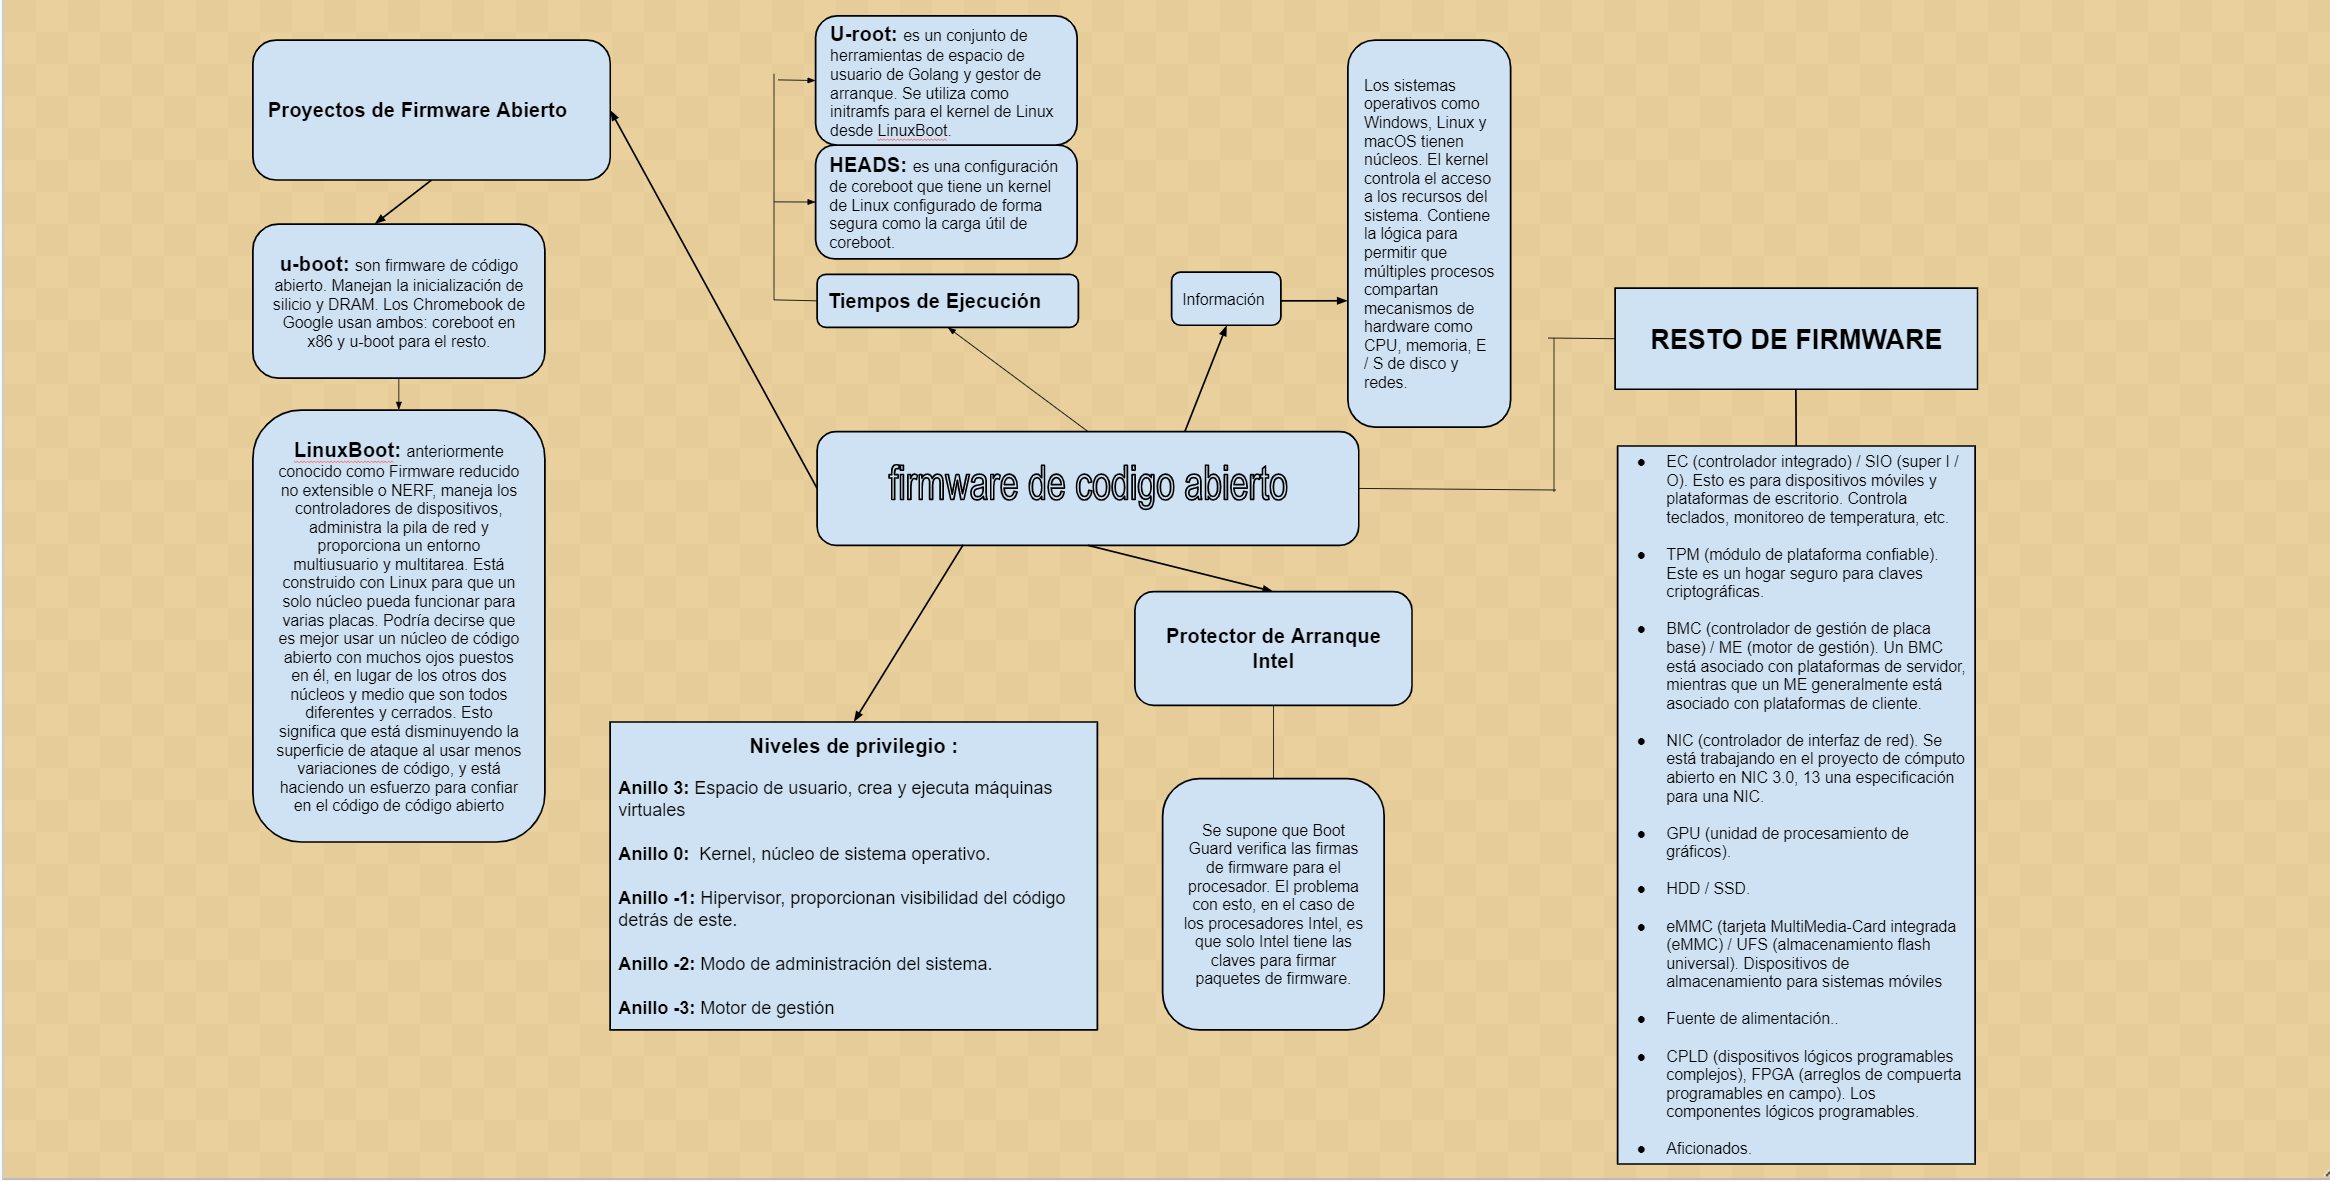 Proyectos de Firmware Abierto
u-boot: son firmware de código
abierto. Manejan la inicialización de
silicio y DRAM. Los Chromebook de
Google usan ambos: coreboot en
x86 y u-boot para el resto.
LinuxBoot: anteriormente
conocido como Firmware reducido
no extensible o NERF, maneja los
controladores de dispositivos,
administra la pila de red y
proporciona un entorno
multiusuario y multitarea. Está
construido con Linux para que un
solo núcleo pueda funcionar para
varias placas. Podría decirse que
es mejor usar un núcleo de código
abierto con muchos ojos puestos
en él, en lugar de los otros dos
núcleos y medio que son todos
diferentes y cerrados. Esto
significa que está disminuyendo la
superficie de ataque al usar menos
variaciones de código, y está
haciendo un esfuerzo para confiar
en el código de código abierto
U-root: es un conjunto de
herramientas de espacio de
usuario de Golang y gestor de
arranque. Se utiliza como
initramfs para el kernel de Linux
desde LinuxBoot.
HEADS: es una configuración
de coreboot que tiene un kernel
de Linux configurado de forma
segura como la carga útil de
coreboot.
Tiempos de Ejecución
Información
Los sistemas
operativos como
Windows, Linux y
macOS tienen
núcleos. El kernel
controla el acceso
a los recursos del
sistema. Contiene
la lógica para
permitir que
múltiples procesos
compartan
mecanismos de
hardware como
CPU, memoria, E
/ S de disco y
redes.
firmware de codigo abierto
Niveles de privilegio :
Anillo 3: Espacio de usuario, crea y ejecuta máquinas
virtuales
Anillo 0:  Kernel, núcleo de sistema operativo.
Anillo -1: Hipervisor, proporcionan visibilidad del código
detrás de este.
Anillo -2: Modo de administración del sistema.
Anillo -3: Motor de gestión
Protector de Arranque
Intel
Se supone que Boot
Guard verifica las firmas
de firmware para el
procesador. El problema
con esto, en el caso de
los procesadores Intel, es
que solo Intel tiene las
claves para firmar
paquetes de firmware.
RESTO DE FIRMWARE
● EC (controlador integrado) / SIO (super I /
O). Esto es para dispositivos móviles y
plataformas de escritorio. Controla
teclados, monitoreo de temperatura, etc.
● TPM (módulo de plataforma confiable).
Este es un hogar seguro para claves
criptográficas.
● BMC (controlador de gestión de placa
base) / ME (motor de gestión). Un BMC
está asociado con plataformas de servidor,
mientras que un ME generalmente está
asociado con plataformas de cliente.
● NIC (controlador de interfaz de red). Se
está trabajando en el proyecto de cómputo
abierto en NIC 3.0, 13 una especificación
para una NIC.
● GPU (unidad de procesamiento de
gráficos).
● HDD / SSD.
● eMMC (tarjeta MultiMedia-Card integrada
(eMMC) / UFS (almacenamiento flash
universal). Dispositivos de
almacenamiento para sistemas móviles
● Fuente de alimentación..
● CPLD (dispositivos lógicos programables
complejos), FPGA (arreglos de compuerta
programables en campo). Los
componentes lógicos programables.
● Aficionados.